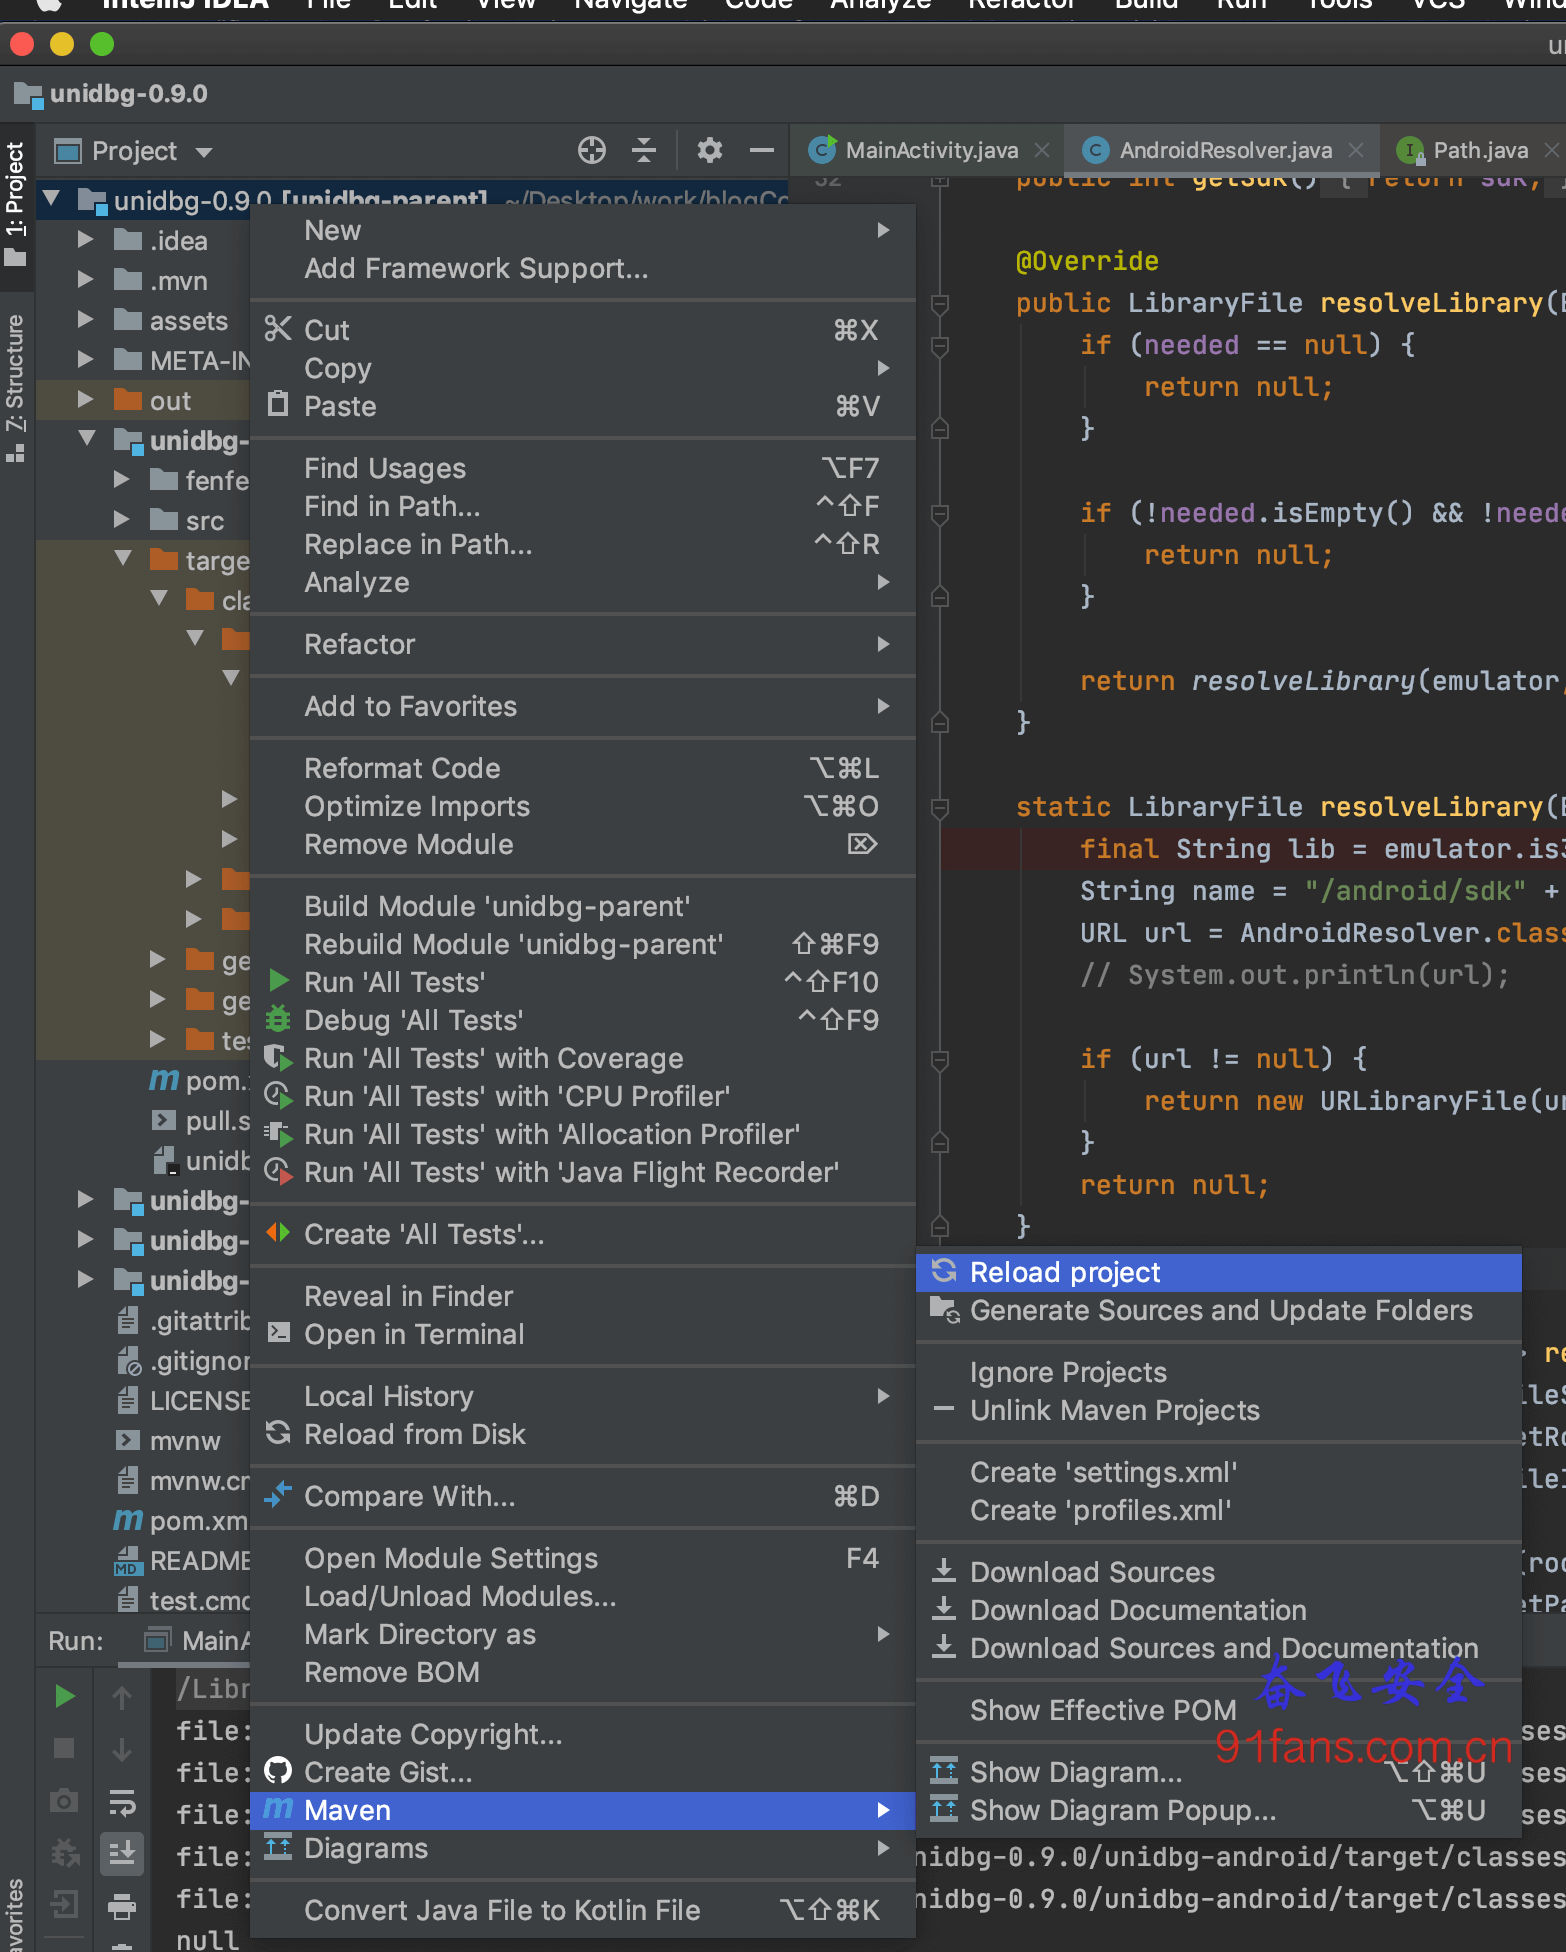 IntelliJ IDEA File Edit View Navigate Code Analyze Refactor Build Run Tools VCS
unidbg-0.9.0
Project
MainActivity.java
AndroidResolver.java
Path.java
1: Project
7: Structure
unidbg-0.9.0 [unidbg-parent] ~/Desktop/work/blogCo
.idea
.mvn
assets
META-IN
out
unidbg-
fenfe
src
targe
cla
ge
ge
tes
pom.
pull.s
unidb
unidbg-
unidbg-
unidbg-
.gitattrib
.gitignor
LICENSE
mvnw
mvnw.cm
pom.xm
README
test.cmd
New
Add Framework Support...
Cut ⌘X
Copy
Paste ⌘V
Find Usages ⌥F7
Find in Path... ^⇧F
Replace in Path... ^⇧R
Analyze
Refactor
Add to Favorites
Reformat Code ⌥⌘L
Optimize Imports ⌥⌘O
Remove Module ⌦
Build Module 'unidbg-parent'
Rebuild Module 'unidbg-parent' ⇧⌘F9
Run 'All Tests' ^⇧F10
Debug 'All Tests' ^⇧F9
Run 'All Tests' with Coverage
Run 'All Tests' with 'CPU Profiler'
Run 'All Tests' with 'Allocation Profiler'
Run 'All Tests' with 'Java Flight Recorder'
Create 'All Tests'...
Reveal in Finder
Open in Terminal
Local History
Reload from Disk
Compare With... ⌘D
Open Module Settings F4
Load/Unload Modules...
Mark Directory as
Remove BOM
Update Copyright...
Create Gist...
Maven
Diagrams
Convert Java File to Kotlin File ⌥⇧⌘K
Reload project
Generate Sources and Update Folders
Ignore Projects
Unlink Maven Projects
Create 'settings.xml'
Create 'profiles.xml'
Download Sources
Download Documentation
Download Sources and Documentation
Show Effective POM
Show Diagram... ⌥⇧⌘U
Show Diagram Popup... ⌥⌘U
奋飞安全
91fans.com.cn
52 public int getSdk() { return sdk; }
@Override
public LibraryFile resolveLibrary(E
if (needed == null) {
return null;
}
if (!needed.isEmpty() && !neede
return null;
}
return resolveLibrary(emulator,
}
static LibraryFile resolveLibrary(E
final String lib = emulator.is3
String name = "/android/sdk" +
URL url = AndroidResolver.class
// System.out.println(url);
if (url != null) {
return new URLibraryFile(ur
}
return null;
}
re
ileS
etRo
ileI
(roo
etPa
Run: MainA
/Libr
file: ses
file: ses
file: ses
file: nidbg-0.9.0/unidbg-android/target/classes
file: nidbg-0.9.0/unidbg-android/target/classes
null
avorites